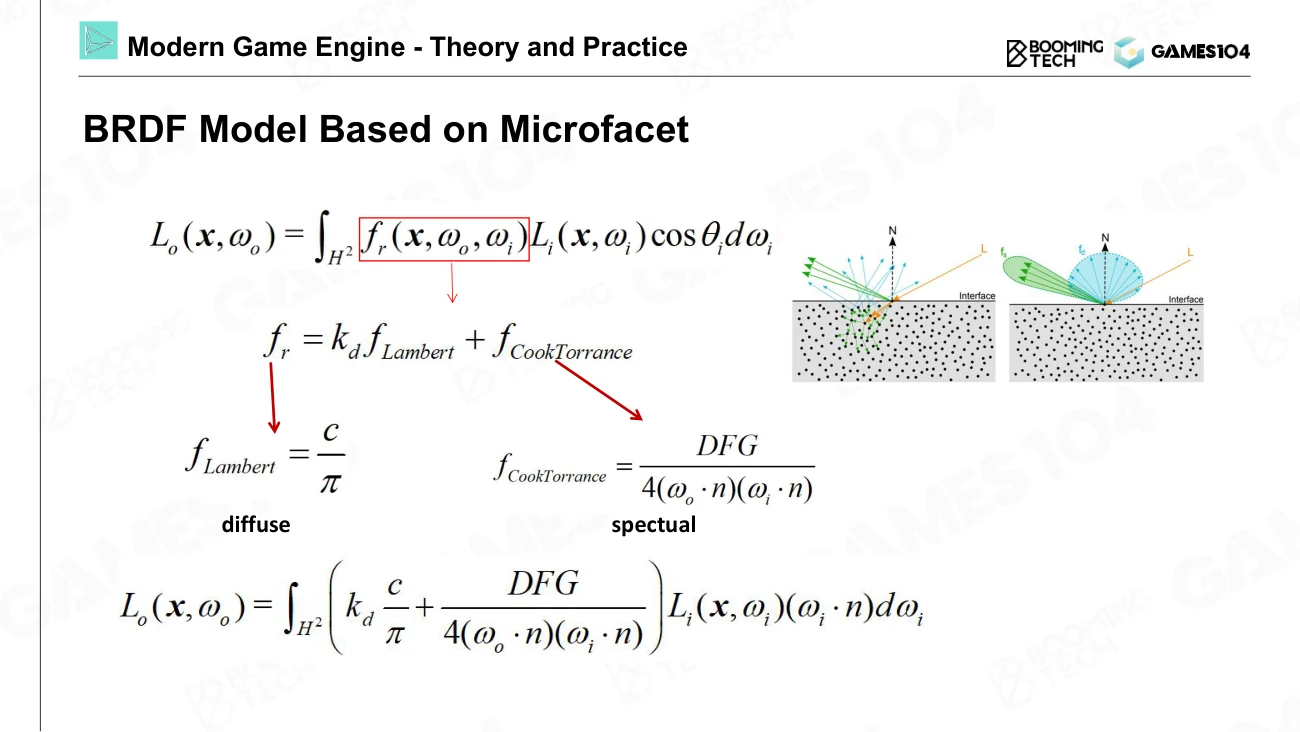 Modern Game Engine - Theory and Practice
BOOMING TECH
GAMES104
BRDF Model Based on Microfacet
L_o(x, ω_o) = ∫_{H²} f_r(x, ω_o, ω_i) L_i(x, ω_i) cos θ_i dω_i
f_r = k_d f_Lambert + f_CookTorrance
f_Lambert = c/π
f_CookTorrance = DFG / 4(ω_o · n)(ω_i · n)
diffuse
spectual
L_o(x, ω_o) = ∫_{H²} (k_d c/π + DFG / 4(ω_o · n)(ω_i · n)) L_i(x, ω_i)(ω_i · n) dω_i
N
L
Interface
N
L
Interface